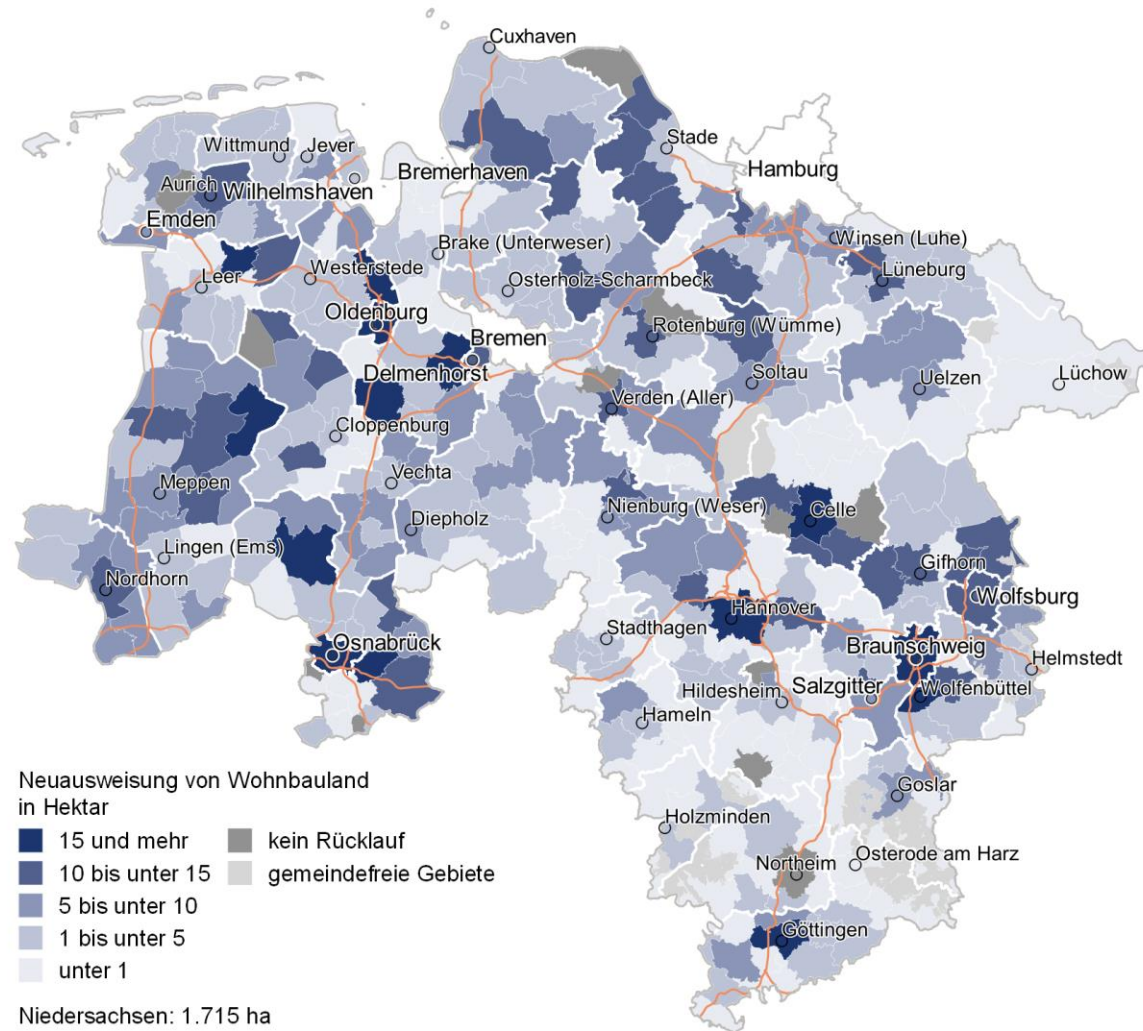 Cuxhaven
Stade
Hamburg
Wittmund
Jever
Bremerhaven
Aurich
Wilhelmshaven
Emden
Winsen (Luhe)
Brake (Unterweser)
Lüneburg
Leer
Westerstede
Osterholz-Scharmbeck
Oldenburg
Rotenburg (Wümme)
Bremen
Delmenhorst
Soltau
Uelzen
Lüchow
Verden (Aller)
Cloppenburg
Vechta
Meppen
Nienburg (Weser)
Celle
Diepholz
Lingen (Ems)
Gifhorn
Nordhorn
Wolfsburg
Hannover
Stadthagen
Osnabrück
Braunschweig
Helmstedt
Hildesheim
Salzgitter
Wolfenbüttel
Hameln
Goslar
Holzminden
Osterode am Harz
Northeim
Göttingen
Neuausweisung von Wohnbauland
in Hektar
15 und mehr
10 bis unter 15
5 bis unter 10
1 bis unter 5
unter 1
kein Rücklauf
gemeindefreie Gebiete
Niedersachsen: 1.715 ha